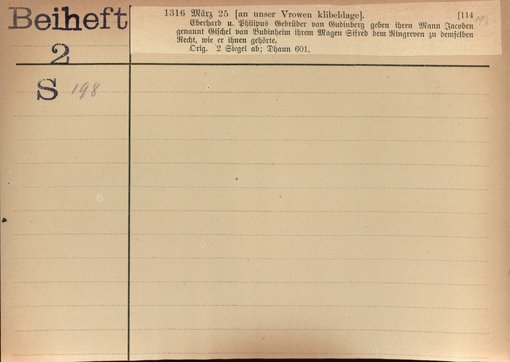 Beiheft
2
S 198
1316 März 25 [an unser Vrowen klibeldage]. [114
Eberhard u. Philipus Gebrüder van Gudinberg geben ihren Mann Jacoben
genannt Gischel van Bubinheim ihrem Magen Sifred dem Ringreven zu demselben
Recht, wie er ihnen gehörte.
Orig. 2 Siegel ab; Dhaun 601.